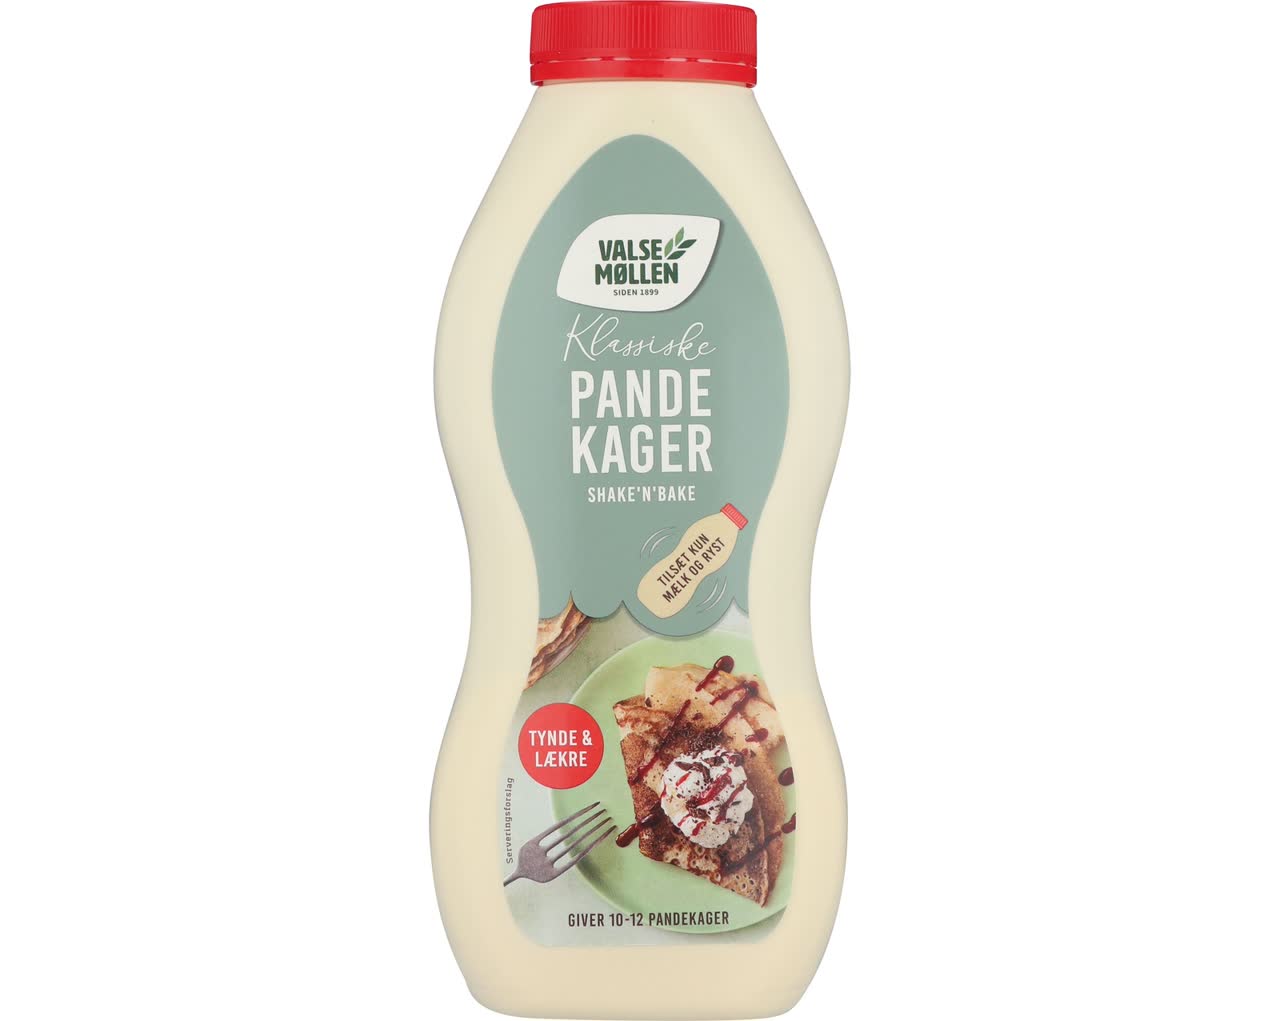 VALSE
MØLLEN
SIDEN 1899
Klassiske
PANDE
KAGER
SHAKE'N'BAKE
TILSÆT KUN
MÆLK OG RYST
TYNDE &
LÆKRE
Serveringsforslag
GIVER 10-12 PANDEKAGER